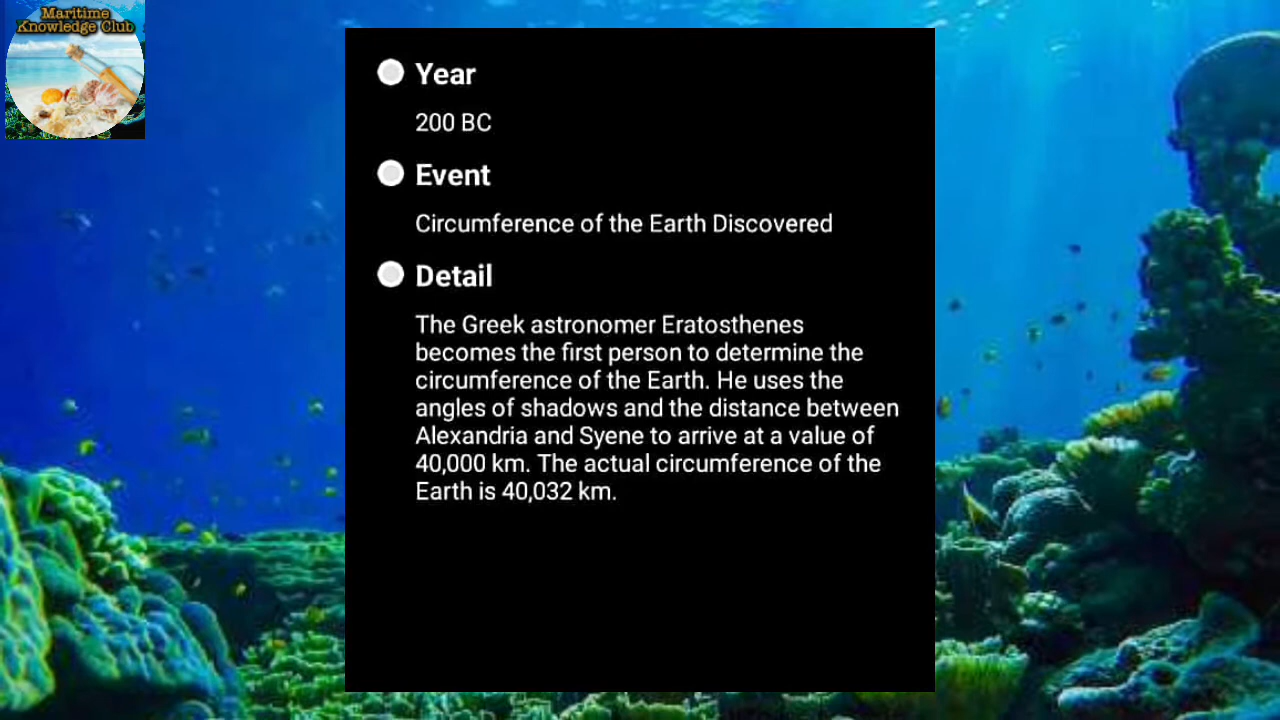 Maritime
Knowledge Club
Year
200 BC
Event
Circumference of the Earth Discovered
Detail
The Greek astronomer Eratosthenes
becomes the first person to determine the
circumference of the Earth. He uses the
angles of shadows and the distance between
Alexandria and Syene to arrive at a value of
40,000 km. The actual circumference of the
Earth is 40,032 km.